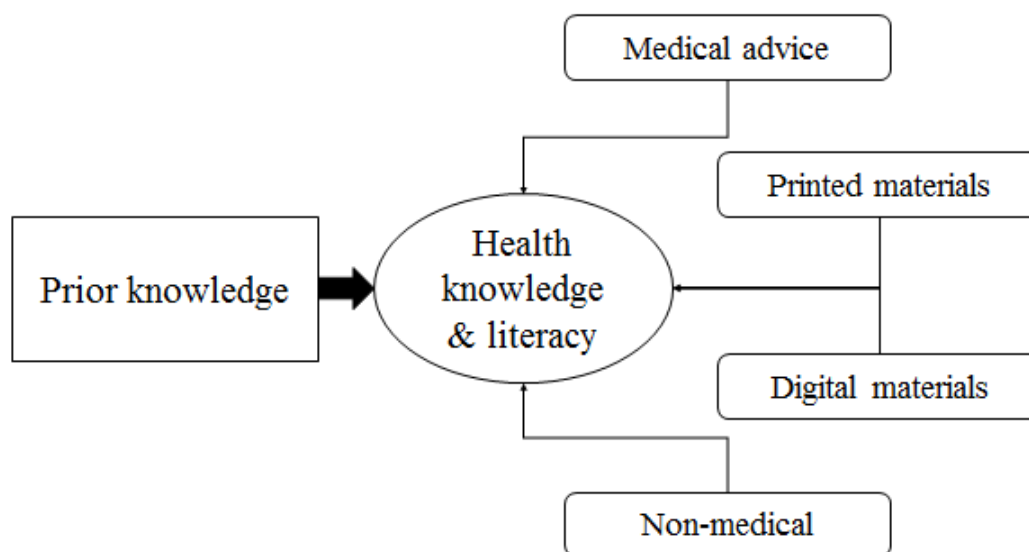 Medical advice
Printed materials
Prior knowledge
Health
knowledge
& literacy
Digital materials
Non-medical